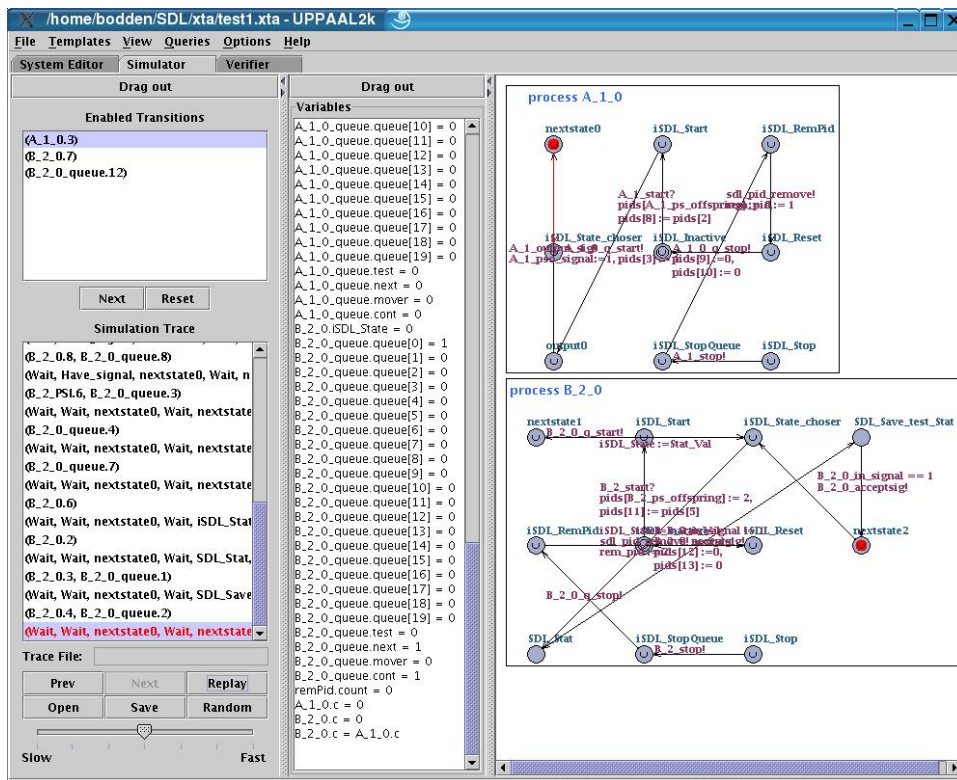 /home/bodden/SDL/xta/test1.xta - UPPAAL2k
File Templates View Queries Options Help
System Editor Simulator Verifier
Drag out
Enabled Transitions
(A_1_0.3)
(B_2_0.7)
(B_2_0_queue.12)
Next Reset
Simulation Trace
(B_2_0.8, B_2_0_queue.8)
(Wait, Have_signal, nextstate0, Wait, n
(B_2_PSI.6, B_2_0_queue.3)
(Wait, Wait, nextstate0, Wait, nextstate
(B_2_0_queue.4)
(Wait, Wait, nextstate0, Wait, nextstate
(B_2_0_queue.7)
(Wait, Wait, nextstate0, Wait, nextstate
(B_2_0.6)
(Wait, Wait, nextstate0, Wait, iSDL_Stat
(B_2_0.2)
(Wait, Wait, nextstate0, Wait, SDL_Stat,
(B_2_0.3, B_2_0_queue.1)
(Wait, Wait, nextstate0, Wait, SDL_Save
(B_2_0.4, B_2_0_queue.2)
(Wait, Wait, nextstate0, Wait, nextstate
Trace File:
Prev Next Replay
Open Save Random
Slow Fast
Drag out
Variables
A_1_0_queue.queue[10] = 0
A_1_0_queue.queue[11] = 0
A_1_0_queue.queue[12] = 0
A_1_0_queue.queue[13] = 0
A_1_0_queue.queue[14] = 0
A_1_0_queue.queue[15] = 0
A_1_0_queue.queue[16] = 0
A_1_0_queue.queue[17] = 0
A_1_0_queue.queue[18] = 0
A_1_0_queue.queue[19] = 0
A_1_0_queue.test = 0
A_1_0_queue.next = 0
A_1_0_queue.mover = 0
A_1_0_queue.cont = 0
B_2_0.iSDL_State = 0
B_2_0_queue.queue[0] = 1
B_2_0_queue.queue[1] = 0
B_2_0_queue.queue[2] = 0
B_2_0_queue.queue[3] = 0
B_2_0_queue.queue[4] = 0
B_2_0_queue.queue[5] = 0
B_2_0_queue.queue[6] = 0
B_2_0_queue.queue[7] = 0
B_2_0_queue.queue[8] = 0
B_2_0_queue.queue[9] = 0
B_2_0_queue.queue[10] = 0
B_2_0_queue.queue[11] = 0
B_2_0_queue.queue[12] = 0
B_2_0_queue.queue[13] = 0
B_2_0_queue.queue[14] = 0
B_2_0_queue.queue[15] = 0
B_2_0_queue.queue[16] = 0
B_2_0_queue.queue[17] = 0
B_2_0_queue.queue[18] = 0
B_2_0_queue.queue[19] = 0
B_2_0_queue.test = 0
B_2_0_queue.next = 1
B_2_0_queue.mover = 0
B_2_0_queue.cont = 1
remPid.count = 0
A_1_0.c = 0
B_2_0.c = 0
B_2_0.c = A_1_0.c
process A_1_0
nextstate0 iSDL_Start iSDL_RemPid
A_1_start? sdl_pid_remove!
pids[A_1_ps_offspring] := 1
pids[8] := pids[2]
iSDL_State_choser iSDL_Inactive iSDL_Reset
A_1_0_q_stop!
pids[3] pids[9] :=0,
pids[10] := 0
output0 iSDL_StopQueue iSDL_Stop
A_1_stop!
process B_2_0
nextstate1 iSDL_Start iSDL_State_choser SDL_Save_test_Stat
B_2_0_q_start!
iSDL_State :=Stat_Val
B_2_0_in_signal == 1
B_2_0_acceptsig!
B_2_start?
pids[B_2_ps_offspring] := 2,
pids[11] := pids[5]
iSDL_RemPid iSDL_Reset nextstate2
pids[12] :=0,
pids[13] := 0
B_2_0_q_stop!
SDL_Stat iSDL_StopQueue iSDL_Stop
B_2_stop!